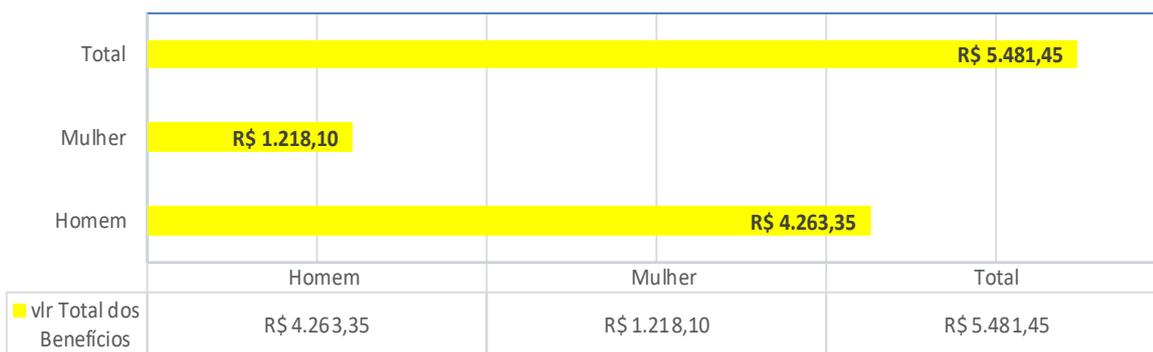 Total
R$ 5.481,45
Mulher
R$ 1.218,10
Homem
R$ 4.263,35
Homem
Mulher
Total
vlr Total dos
Benefícios
R$ 4.263,35
R$ 1.218,10
R$ 5.481,45